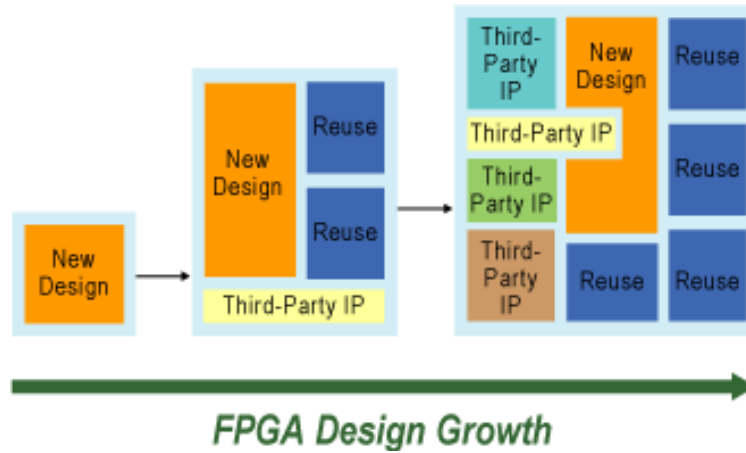 New
Design
New
Design
Reuse
Reuse
Third-Party IP
Third-
Party
IP
New
Design
Reuse
Third-Party IP
Third-
Party IP
Reuse
Third-
Party
IP
Reuse
Reuse
FPGA Design Growth